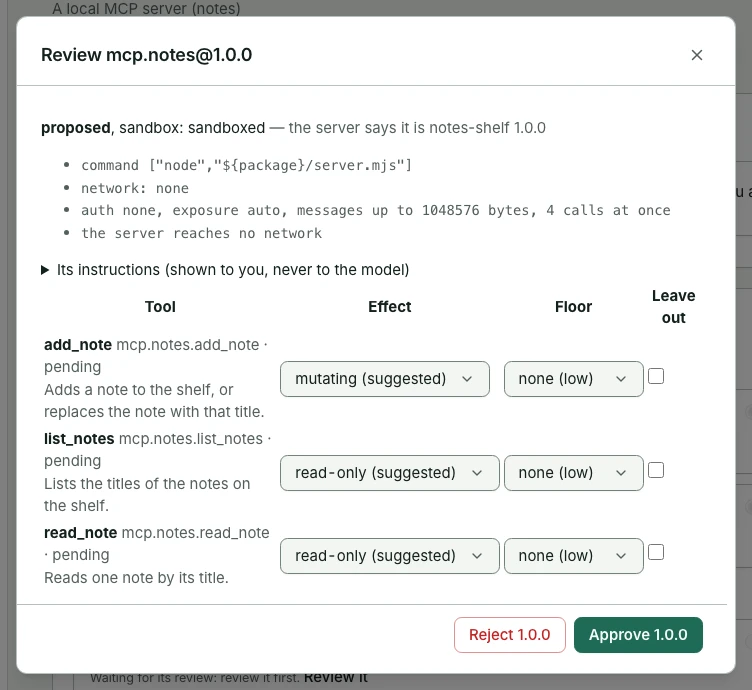 A local MCP server (notes)
Review mcp.notes@1.0.0
proposed, sandbox: sandboxed — the server says it is notes-shelf 1.0.0
command ["node","${package}/server.mjs"]
network: none
auth none, exposure auto, messages up to 1048576 bytes, 4 calls at once
the server reaches no network
Its instructions (shown to you, never to the model)
Tool Effect Floor Leave out
add_note mcp.notes.add_note · pending
Adds a note to the shelf, or
replaces the note with that title.
mutating (suggested) none (low)
list_notes mcp.notes.list_notes · pending
Lists the titles of the notes on
the shelf.
read-only (suggested) none (low)
read_note mcp.notes.read_note · pending
Reads one note by its title.
read-only (suggested) none (low)
Reject 1.0.0 Approve 1.0.0
Waiting for its review: review it first. Review it